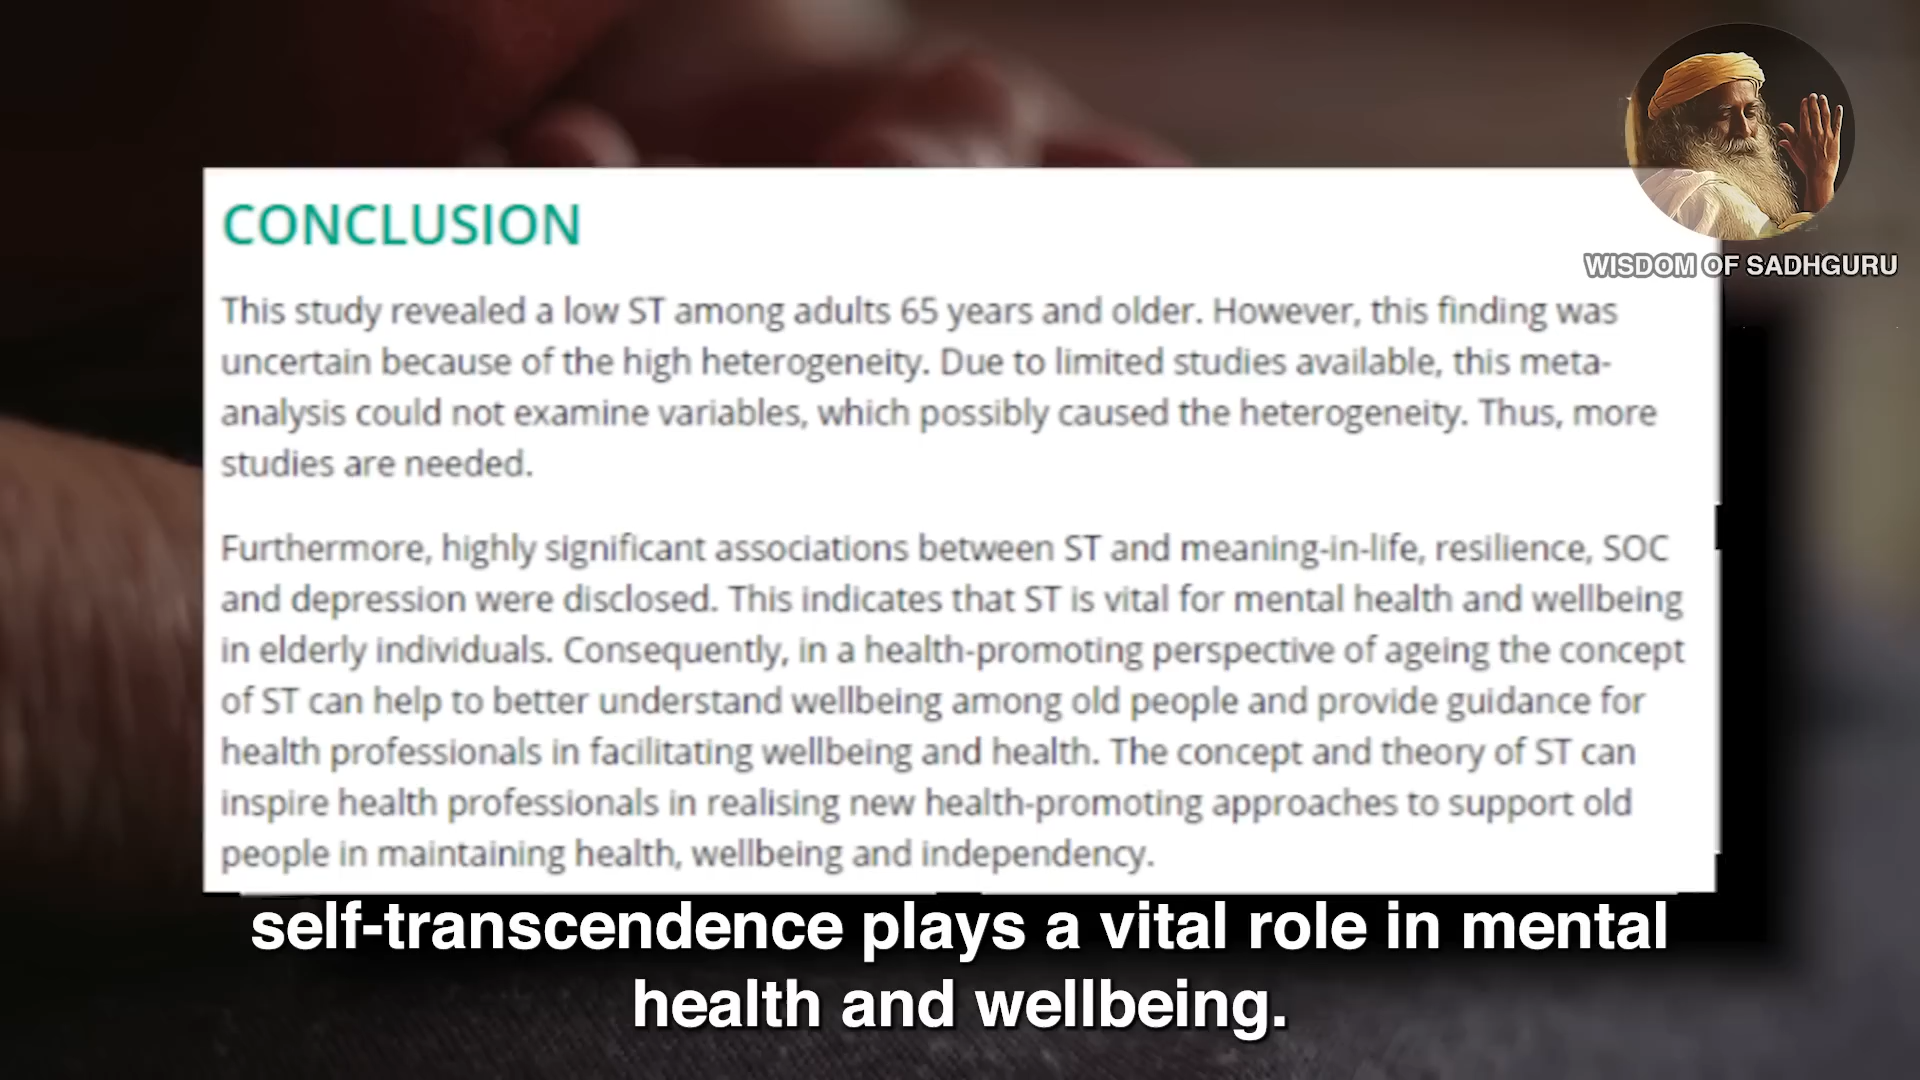 CONCLUSION
WISDOM OF SADHGURU
This study revealed a low ST among adults 65 years and older. However, this finding was
uncertain because of the high heterogeneity. Due to limited studies available, this meta-
analysis could not examine variables, which possibly caused the heterogeneity. Thus, more
studies are needed.
Furthermore, highly significant associations between ST and meaning-in-life, resilience, SOC
and depression were disclosed. This indicates that ST is vital for mental health and wellbeing
in elderly individuals. Consequently, in a health-promoting perspective of ageing the concept
of ST can help to better understand wellbeing among old people and provide guidance for
health professionals in facilitating wellbeing and health. The concept and theory of ST can
inspire health professionals in realising new health-promoting approaches to support old
people in maintaining health, wellbeing and independency.
self-transcendence plays a vital role in mental
health and wellbeing.